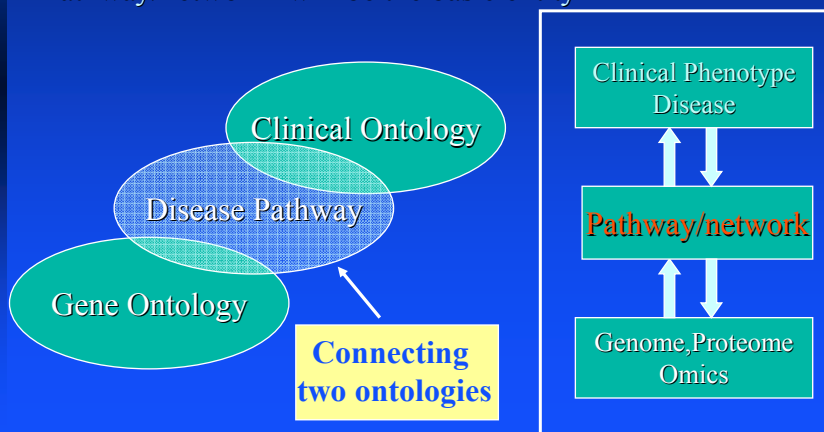 Clinical Ontology
Disease Pathway
Gene Ontology
Connecting
two ontologies
Clinical Phenotype
Disease
Pathway/network
Genome,Proteome
Omics